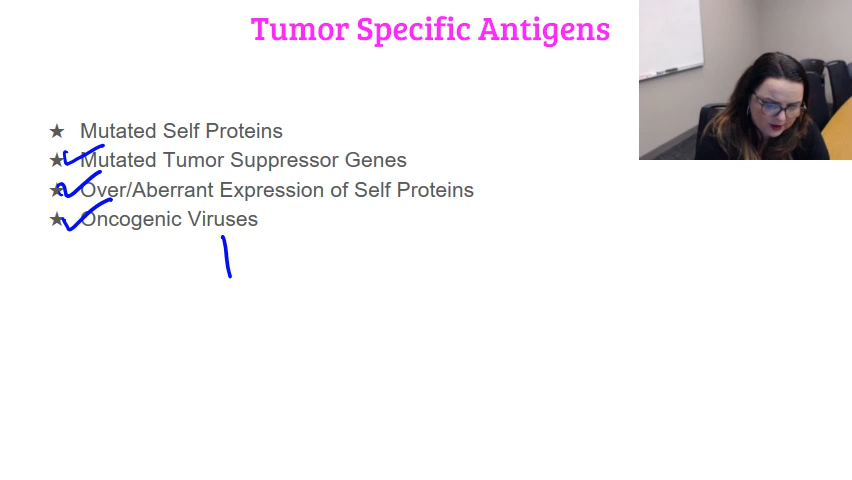 Tumor Specific Antigens
★ Mutated Self Proteins
★ Mutated Tumor Suppressor Genes
★ Over/Aberrant Expression of Self Proteins
★ Oncogenic Viruses